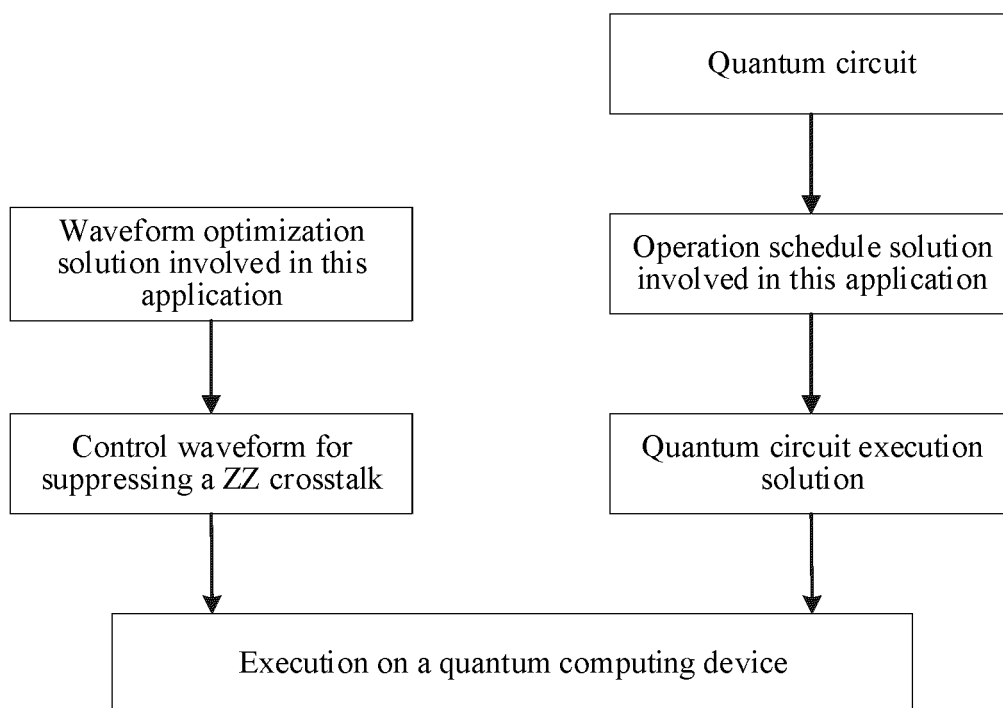 Quantum circuit
Waveform optimization
solution involved in this
application
Operation schedule solution
involved in this application
Control waveform for
suppressing a ZZ crosstalk
Quantum circuit execution
solution
Execution on a quantum computing device